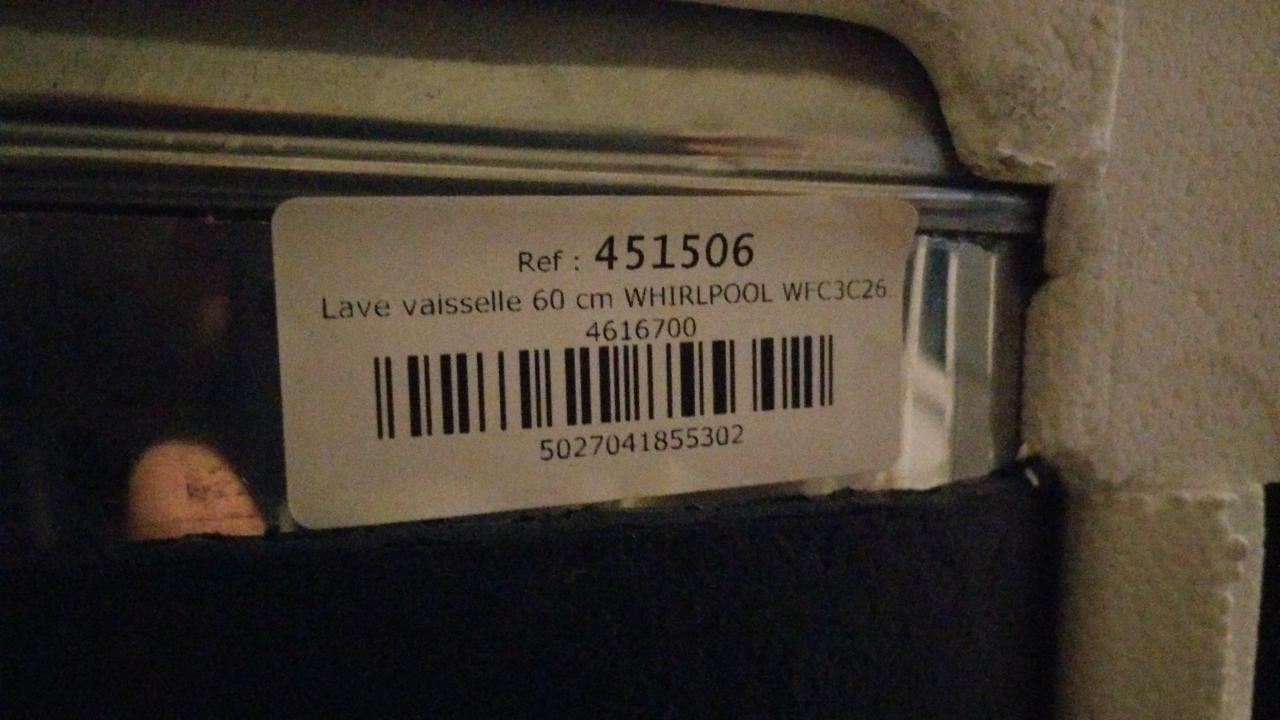 Ref : 451506
Lave vaisselle 60 cm WHIRLPOOL WFC3C26
4616700
5027041855302